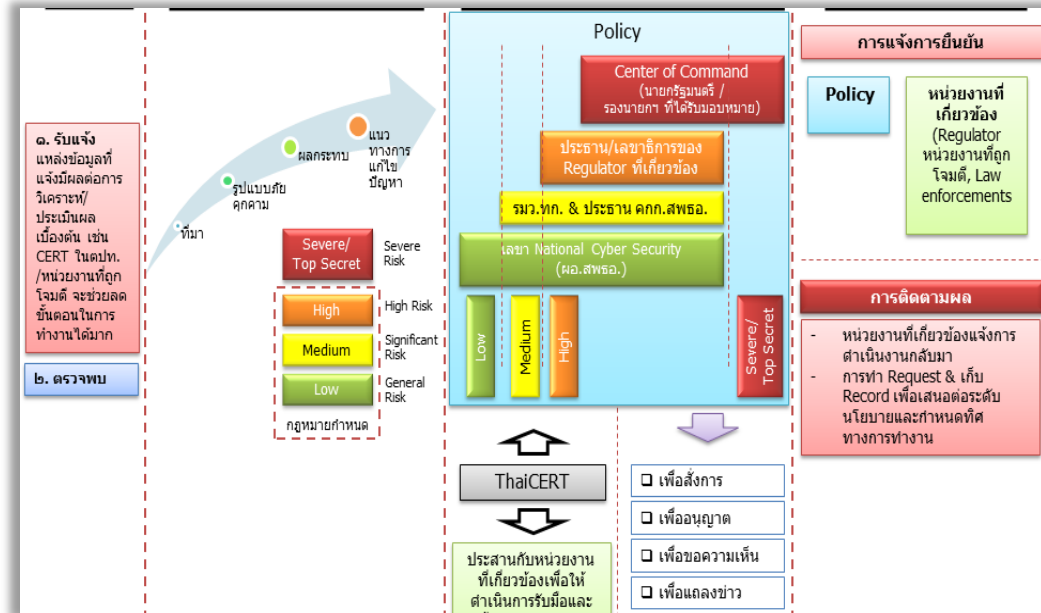 ๑. รับแจ้ง
แหล่งข้อมูลที่
แจ้งมีผลต่อการ
วิเคราะห์/
ประเมินผล
เบื้องต้น เช่น
CERT ในตปท.
/หน่วยงานที่ถูก
โจมตี จะช่วยลด
ขั้นตอนในการ
ทำงานได้มาก
๒. ตรวจพบ
ที่มา
รูปแบบภัย
คุกคาม
ผลกระทบ
แนว
ทางการ
แก้ไข
ปัญหา
Severe/
Top Secret
Severe
Risk
High
High Risk
Medium
Significant
Risk
Low
General
Risk
กฎหมายกำหนด
Policy
Center of Command
(นายกรัฐมนตรี /
รองนายกฯ ที่ได้รับมอบหมาย)
ประธาน/เลขาธิการของ
Regulator ที่เกี่ยวข้อง
รมว.ทก. & ประธาน คกก.สพธอ.
เลขา National Cyber Security
(ผอ.สพธอ.)
Low
Medium
High
Severe/
Top Secret
ThaiCERT
ประสานกับหน่วยงาน
ที่เกี่ยวข้องเพื่อให้
ดำเนินการรับมือและ
เพื่อสั่งการ
เพื่ออนุญาต
เพื่อขอความเห็น
เพื่อแถลงข่าว
การแจ้งการยืนยัน
Policy
หน่วยงานที่
เกี่ยวข้อง
(Regulator
หน่วยงานที่ถูก
โจมตี, Law
enforcements
การติดตามผล
- หน่วยงานที่เกี่ยวข้องแจ้งการ
ดำเนินงานกลับมา
- การทำ Request & เก็บ
Record เพื่อเสนอต่อระดับ
นโยบายและกำหนดทิศ
ทางการทำงาน